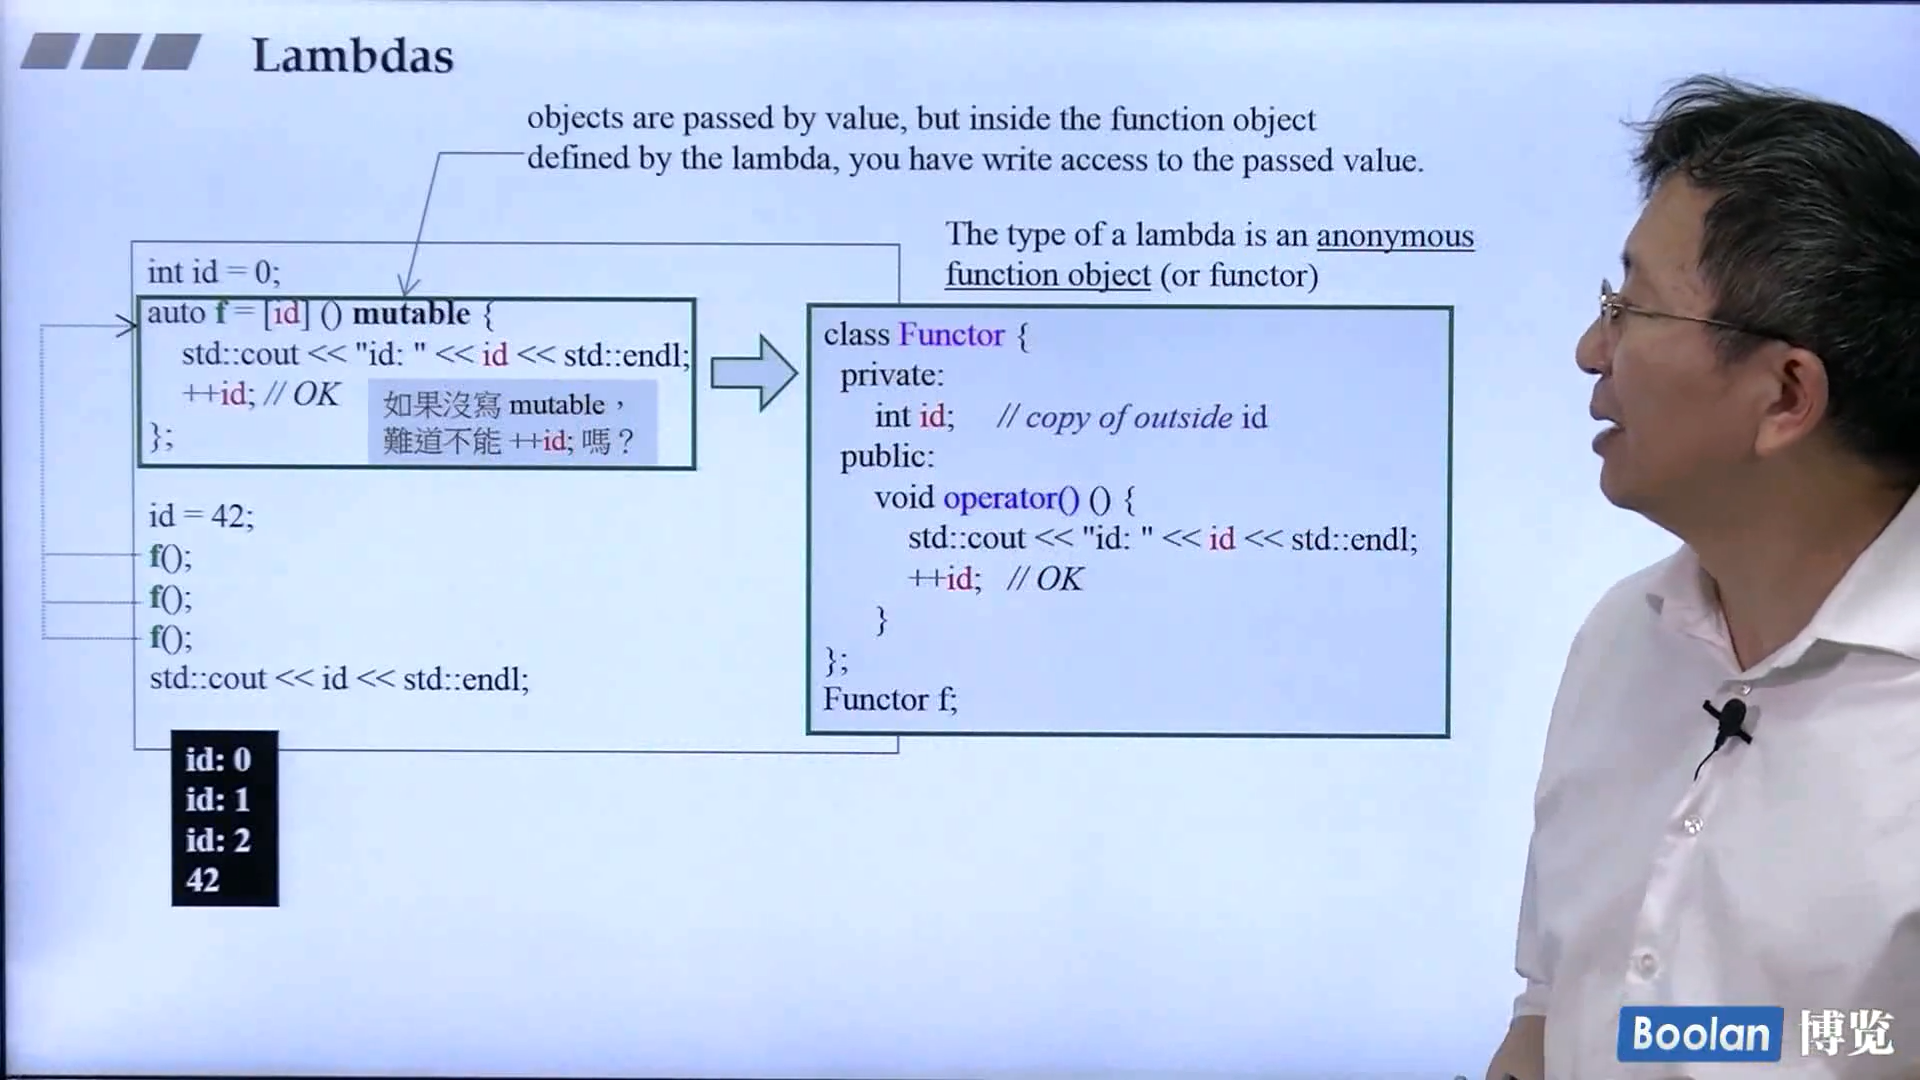 Lambdas
objects are passed by value, but inside the function object
defined by the lambda, you have write access to the passed value.
The type of a lambda is an anonymous
function object (or functor)
int id = 0;
auto f = [id] () mutable {
std::cout << "id: " << id << std::endl;
++id; // OK
如果沒寫 mutable，
難道不能 ++id; 嗎？
};
id = 42;
f();
f();
f();
std::cout << id << std::endl;
id: 0
id: 1
id: 2
42
class Functor {
private:
int id; // copy of outside id
public:
void operator() () {
std::cout << "id: " << id << std::endl;
++id; // OK
}
};
Functor f;
Boolan 博览